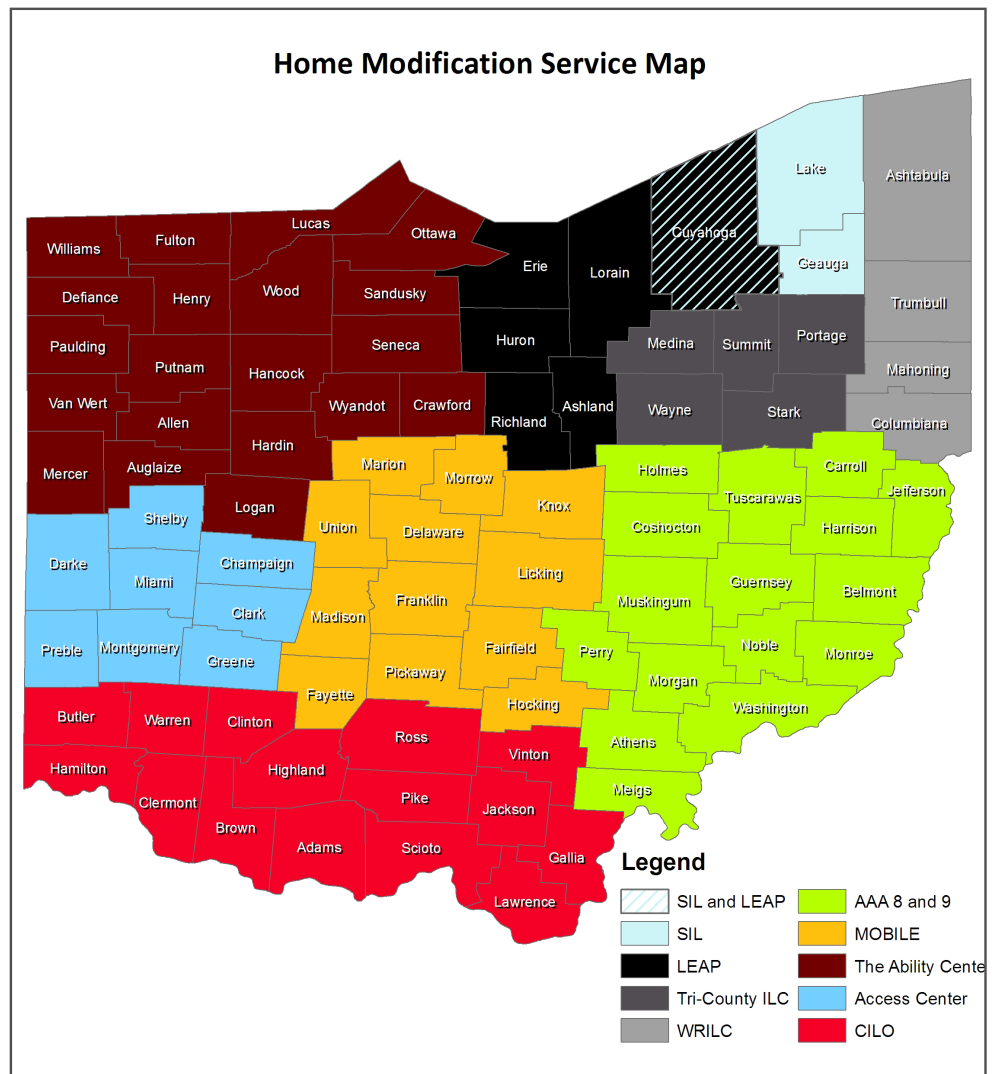 Home Modification Service Map
Lake
Ashtabula
Cuyahoga
Lucas
Ottawa
Williams
Fulton
Erie
Lorain
Geauga
Defiance
Henry
Wood
Sandusky
Trumbull
Paulding
Putnam
Hancock
Seneca
Huron
Medina
Summit
Portage
Mahoning
Van Wert
Allen
Wyandot
Crawford
Richland
Ashland
Wayne
Stark
Columbiana
Mercer
Auglaize
Hardin
Marion
Morrow
Holmes
Carroll
Logan
Shelby
Union
Delaware
Knox
Coshocton
Tuscarawas
Harrison
Jefferson
Darke
Miami
Champaign
Clark
Madison
Franklin
Licking
Muskingum
Guernsey
Belmont
Preble
Montgomery
Greene
Fayette
Pickaway
Fairfield
Perry
Morgan
Noble
Monroe
Hocking
Washington
Butler
Warren
Clinton
Ross
Vinton
Athens
Hamilton
Clermont
Highland
Pike
Jackson
Meigs
Brown
Adams
Scioto
Gallia
Lawrence
Legend
SIL and LEAP
SIL
LEAP
Tri-County ILC
WRILC
AAA 8 and 9
MOBILE
The Ability Cente
Access Center
CILO